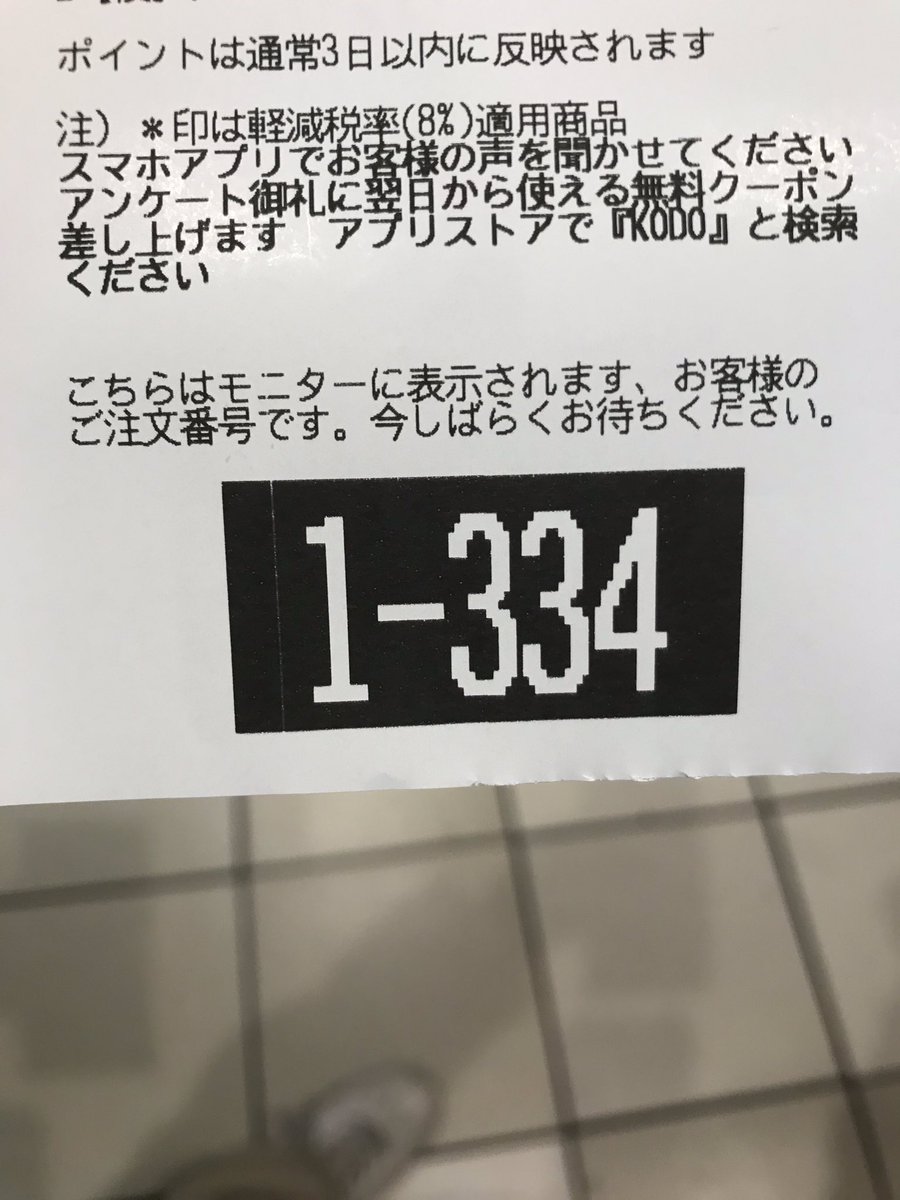 ポイントは通常3日以内に反映されます
注) *印は軽減税率(8%)適用商品
スマホアプリでお客様の声を聞かせてください
アンケート御礼に翌日から使える無料クーポン
差し上げます　アプリストアで『KODO』と検索
ください
こちらはモニターに表示されます、お客様の
ご注文番号です。今しばらくお待ちください。
1-334